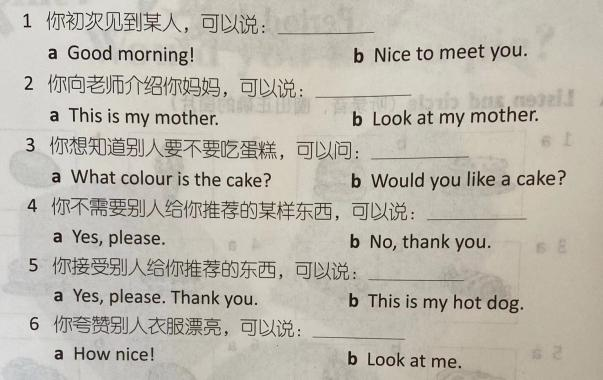 1 你初次见到某人，可以说：__________
a Good morning! b Nice to meet you.
2 你向老师介绍你妈妈，可以说：__________
a This is my mother. b Look at my mother.
3 你想知道别人要不要吃蛋糕，可以问：__________
a What colour is the cake? b Would you like a cake?
4 你不需要别人给你推荐的某样东西，可以说：__________
a Yes, please. b No, thank you.
5 你接受别人给你推荐的东西，可以说：__________
a Yes, please. Thank you. b This is my hot dog.
6 你夸赞别人衣服漂亮，可以说：__________
a How nice! b Look at me.